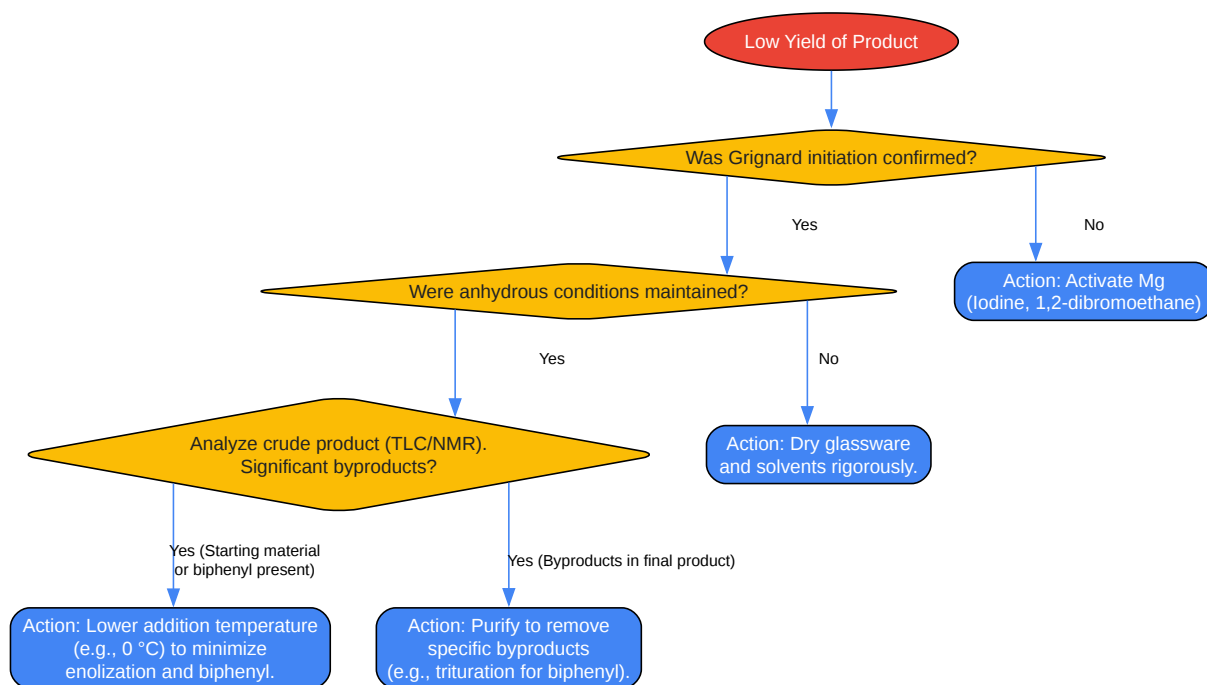 Low Yield of Product
Was Grignard initiation confirmed?
Yes
No
Were anhydrous conditions maintained?
Action: Activate Mg
(Iodine, 1,2-dibromoethane)
Yes
No
Analyze crude product (TLC/NMR).
Significant byproducts?
Action: Dry glassware
and solvents rigorously.
Yes (Starting material
or biphenyl present)
Yes (Byproducts in final product)
Action: Lower addition temperature
(e.g., 0 °C) to minimize
enolization and biphenyl.
Action: Purify to remove
specific byproducts
(e.g., trituration for biphenyl).